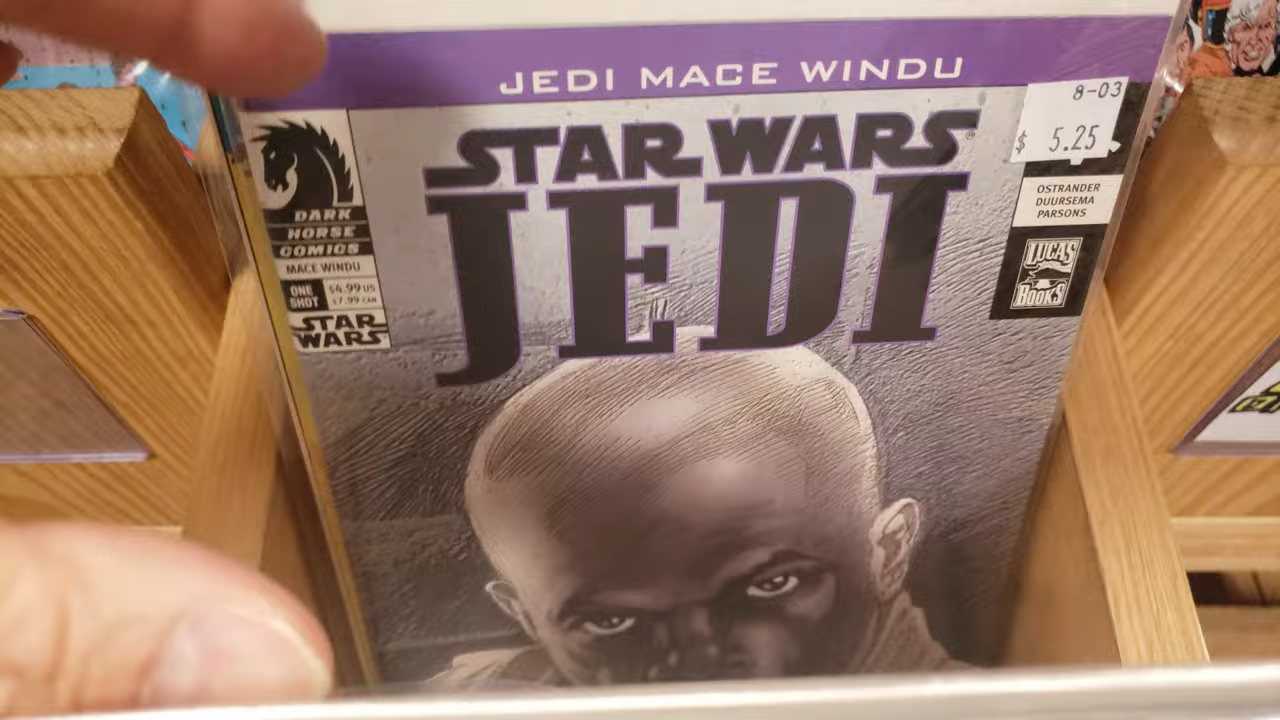 JEDI MACE WINDU
8-03
$ 5.25
STAR WARS®
JEDI
DARK
HORSE
COMICS
MACE WINDU
ONE SHOT
$4.99 US
$7.99 CAN
STAR
WARS
OSTRANDER
DUURSEMA
PARSONS
LUCAS
BOOKS